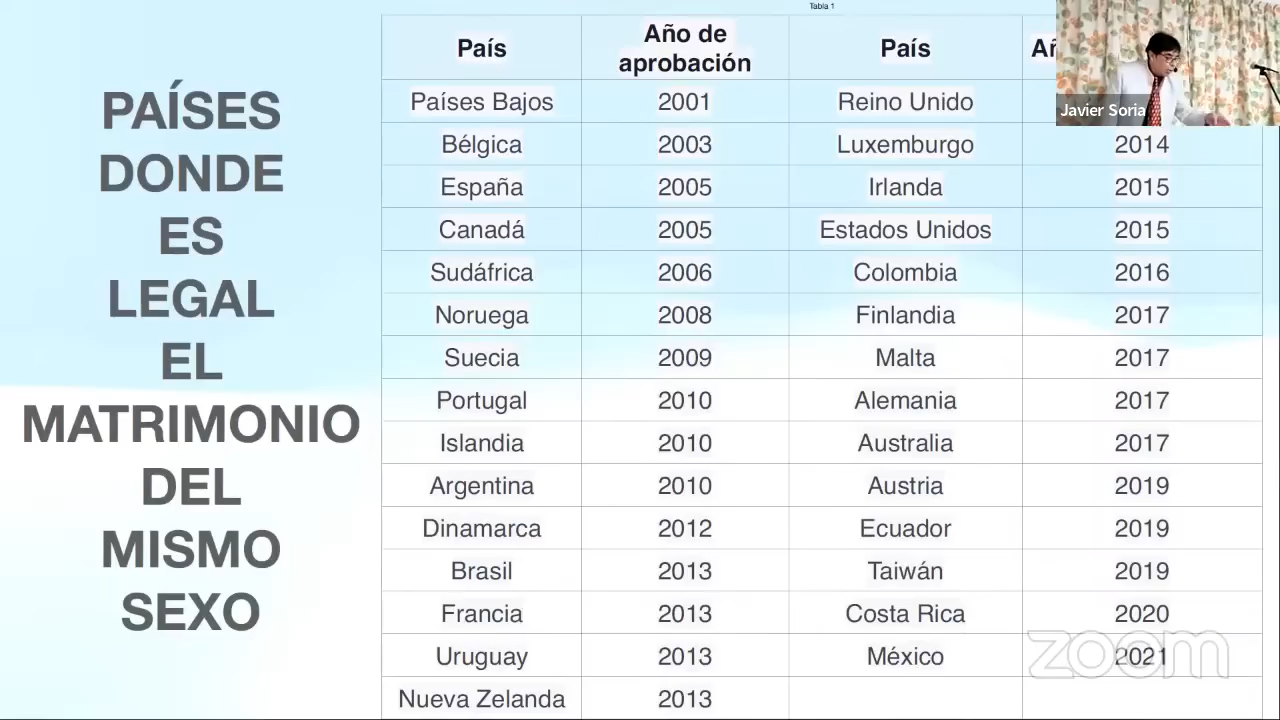 Tabla 1
PAÍSES
DONDE
ES
LEGAL
EL
MATRIMONIO
DEL
MISMO
SEXO
País Año de aprobación País
Países Bajos 2001 Reino Unido
Bélgica 2003 Luxemburgo 2014
España 2005 Irlanda 2015
Canadá 2005 Estados Unidos 2015
Sudáfrica 2006 Colombia 2016
Noruega 2008 Finlandia 2017
Suecia 2009 Malta 2017
Portugal 2010 Alemania 2017
Islandia 2010 Australia 2017
Argentina 2010 Austria 2019
Dinamarca 2012 Ecuador 2019
Brasil 2013 Taiwán 2019
Francia 2013 Costa Rica 2020
Uruguay 2013 México 2021
Nueva Zelanda 2013
Javier Soria
zoom